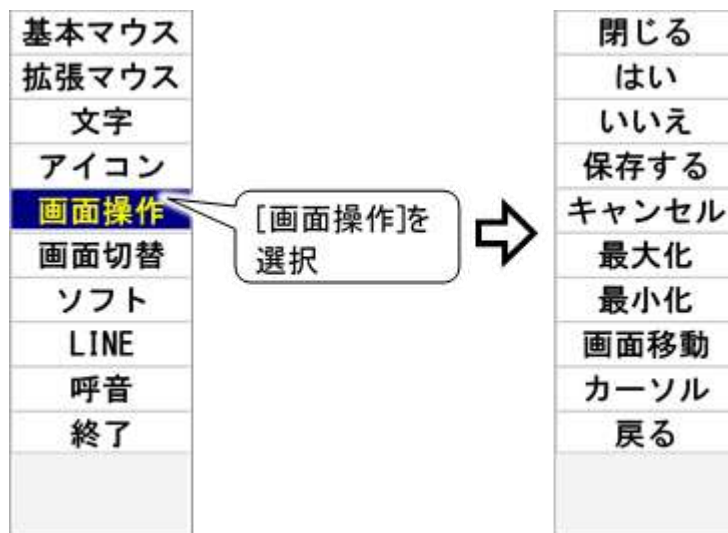 基本マウス
拡張マウス
文字
アイコン
画面操作
画面切替
ソフト
LINE
呼音
終了
[画面操作]を
選択
閉じる
はい
いいえ
保存する
キャンセル
最大化
最小化
画面移動
カーソル
戻る